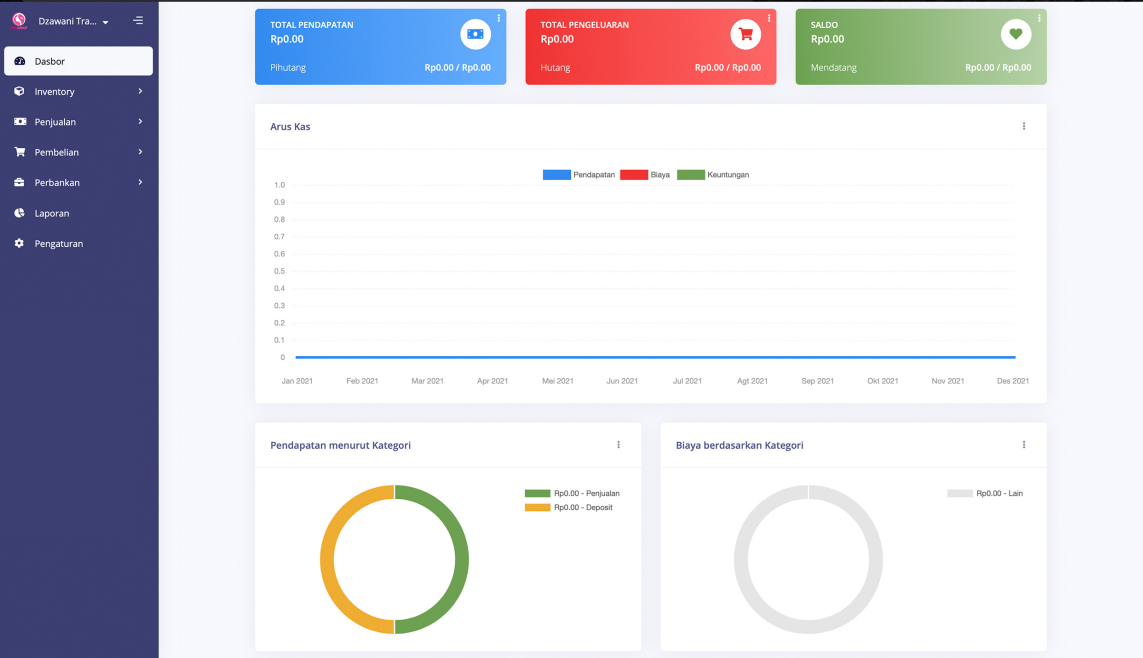 Dzawani Tra...
Dasbor
Inventory
Penjualan
Pembelian
Perbankan
Laporan
Pengaturan
TOTAL PENDAPATAN
Rp0.00
Pihutang Rp0.00 / Rp0.00
TOTAL PENGELUARAN
Rp0.00
Hutang Rp0.00 / Rp0.00
SALDO
Rp0.00
Mendatang Rp0.00 / Rp0.00
Arus Kas
Pendapatan Biaya Keuntungan
1.0
0.9
0.8
0.7
0.6
0.5
0.4
0.3
0.2
0.1
0
Jan 2021 Feb 2021 Mar 2021 Apr 2021 Mei 2021 Jun 2021 Jul 2021 Agt 2021 Sep 2021 Okt 2021 Nov 2021 Des 2021
Pendapatan menurut Kategori
Rp0.00 - Penjualan
Rp0.00 - Deposit
Biaya berdasarkan Kategori
Rp0.00 - Lain